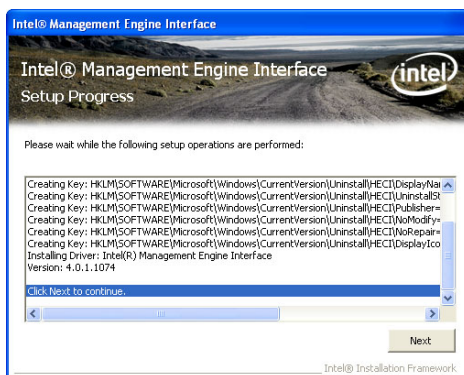 Intel® Management Engine Interface
Intel® Management Engine Interface
Setup Progress
intel
Please wait while the following setup operations are performed:
Creating Key: HKLM\SOFTWARE\Microsoft\Windows\CurrentVersion\Uninstall\HECI\DisplayNa
Creating Key: HKLM\SOFTWARE\Microsoft\Windows\CurrentVersion\Uninstall\HECI\UninstallSt
Creating Key: HKLM\SOFTWARE\Microsoft\Windows\CurrentVersion\Uninstall\HECI\Publisher=
Creating Key: HKLM\SOFTWARE\Microsoft\Windows\CurrentVersion\Uninstall\HECI\NoModify=
Creating Key: HKLM\SOFTWARE\Microsoft\Windows\CurrentVersion\Uninstall\HECI\NoRepair=
Creating Key: HKLM\SOFTWARE\Microsoft\Windows\CurrentVersion\Uninstall\HECI\DisplayIco
Installing Driver: Intel(R) Management Engine Interface
Version: 4.0.1.1074
Click Next to continue.
Next
Intel® Installation Framework